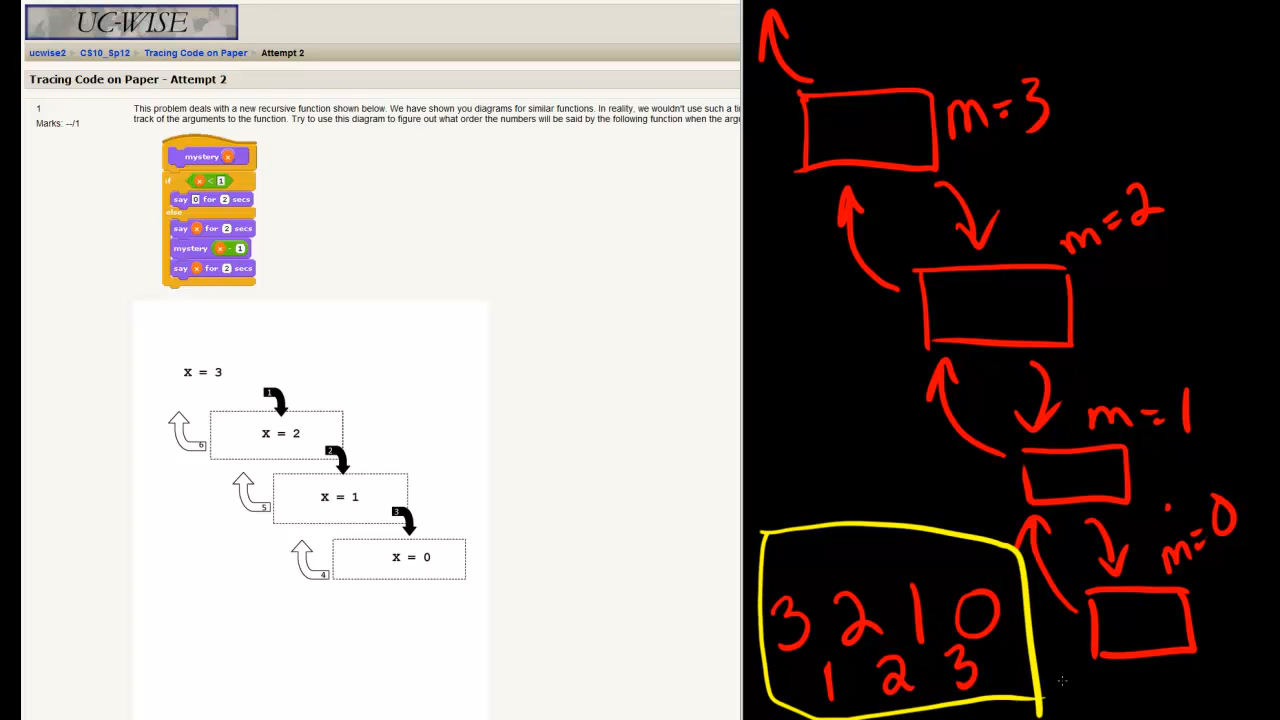 UC-WISE
ucwise2 ► CS10_Sp12 ► Tracing Code on Paper ► Attempt 2
Tracing Code on Paper - Attempt 2
1
Marks: --/1
This problem deals with a new recursive function shown below. We have shown you diagrams for similar functions. In reality, we wouldn't use such a ti
track of the arguments to the function. Try to use this diagram to figure out what order the numbers will be said by the following function when the argu
mystery x
if x < 1
say 0 for 2 secs
else
say x for 2 secs
mystery x - 1
say x for 2 secs
X = 3
1
X = 2
6
2
X = 1
5
3
X = 0
4
m = 3
m = 2
m = 1
m = 0
3 2 1 0
1 2 3